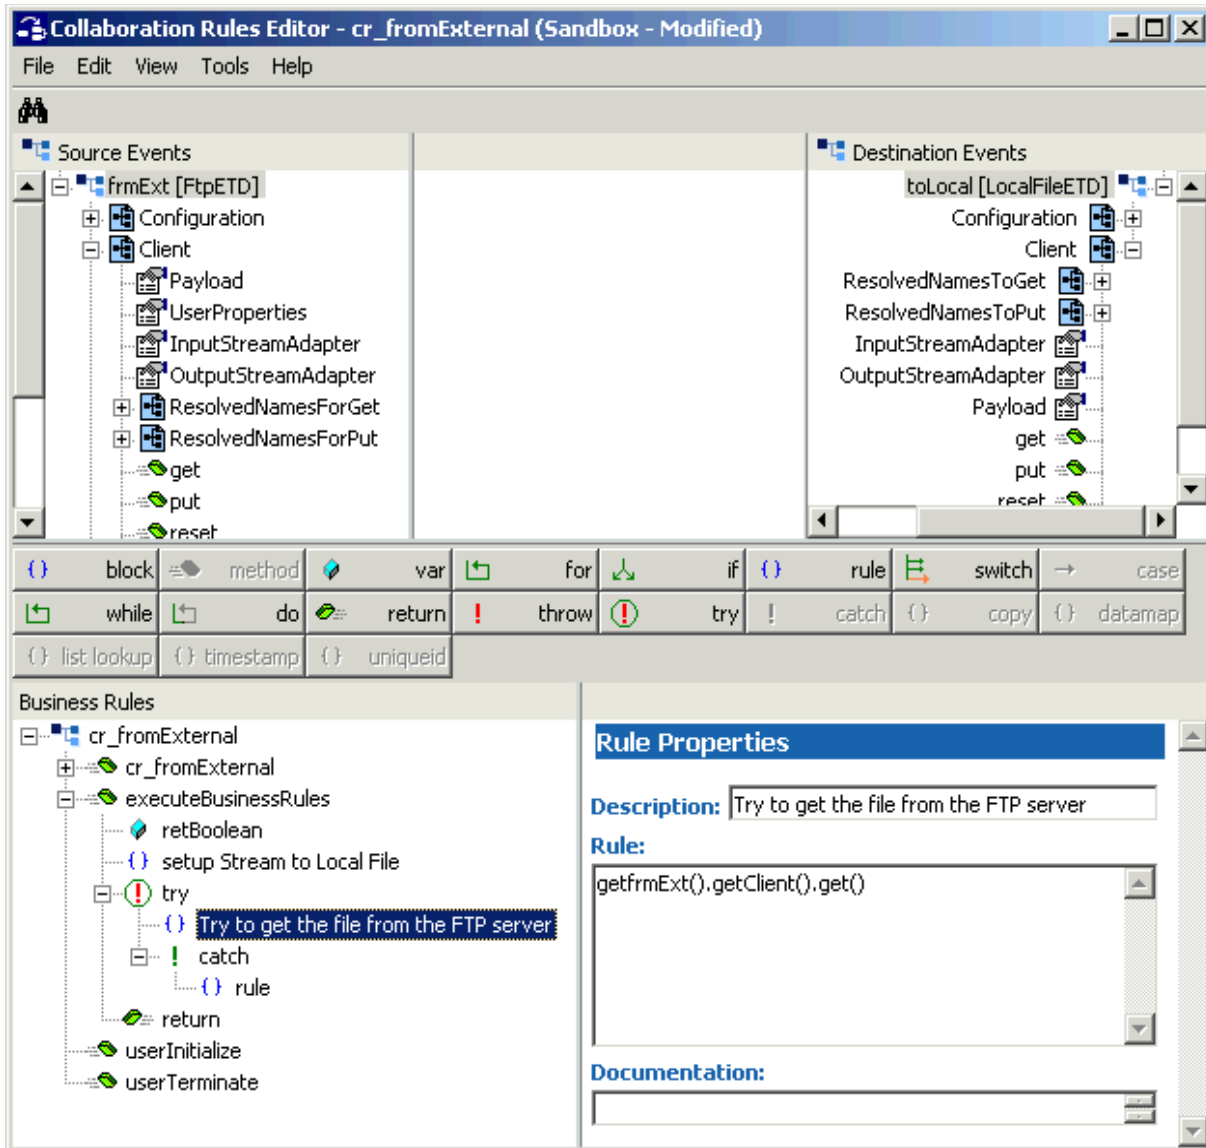 Collaboration Rules Editor - cr_fromExternal (Sandbox - Modified)
File Edit View Tools Help
Source Events
frmExt [FtpETD]
Configuration
Client
Payload
UserProperties
InputStreamAdapter
OutputStreamAdapter
ResolvedNamesForGet
ResolvedNamesForPut
get
put
reset
Destination Events
toLocal [LocalFileETD]
Configuration
Client
ResolvedNamesToGet
ResolvedNamesToPut
InputStreamAdapter
OutputStreamAdapter
Payload
get
put
reset
{} block method var for if {} rule switch case
while do return throw try catch {} copy {} datamap
{} list lookup {} timestamp {} uniqueid
Business Rules
cr_fromExternal
cr_fromExternal
executeBusinessRules
retBoolean
{} setup Stream to Local File
try
{} Try to get the file from the FTP server
catch
{} rule
return
userInitialize
userTerminate
Rule Properties
Description: Try to get the file from the FTP server
Rule:
getfrmExt().getClient().get()
Documentation: